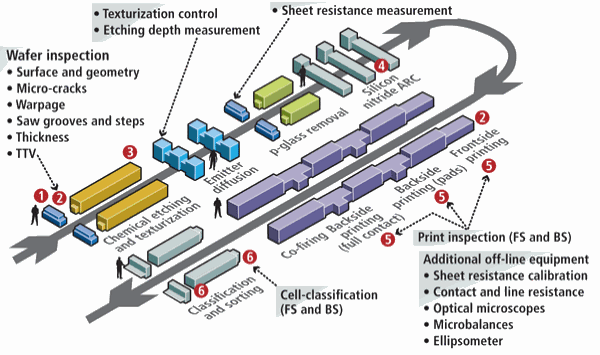 • Texturization control
• Etching depth measurement
• Sheet resistance measurement
Wafer inspection
• Surface and geometry
• Micro-cracks
• Warpage
• Saw grooves and steps
• Thickness
• TTV
1
2
3
Chemical etching
and texturization
Emitter
diffusion
p-glass removal
4
Silicon
nitride ARC
2
Frontside
printing
5
Backside
printing (pads)
5
Backside
printing
(full contact)
5
Co-firing
Print inspection (FS and BS)
Additional off-line equipment
• Sheet resistance calibration
• Contact and line resistance
• Optical microscopes
• Microbalances
• Ellipsometer
6
6
Classification
and sorting
Cell-classification
(FS and BS)